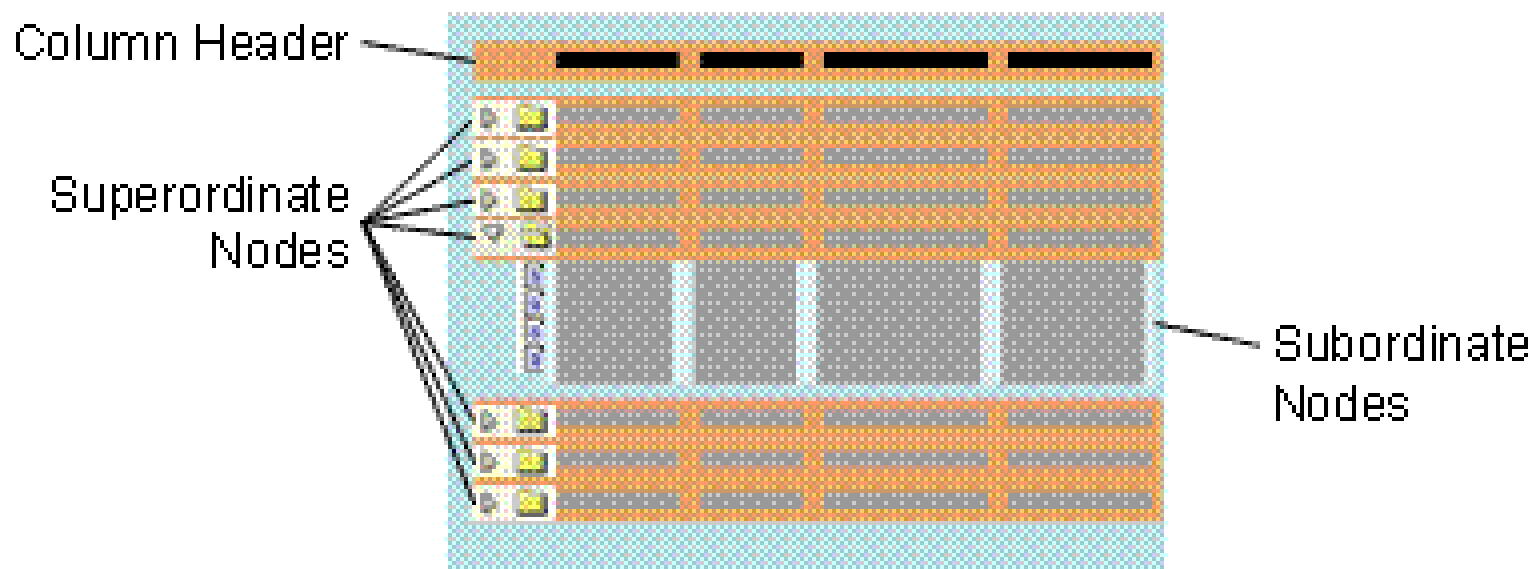 Column Header
Superordinate
Nodes
Subordinate
Nodes